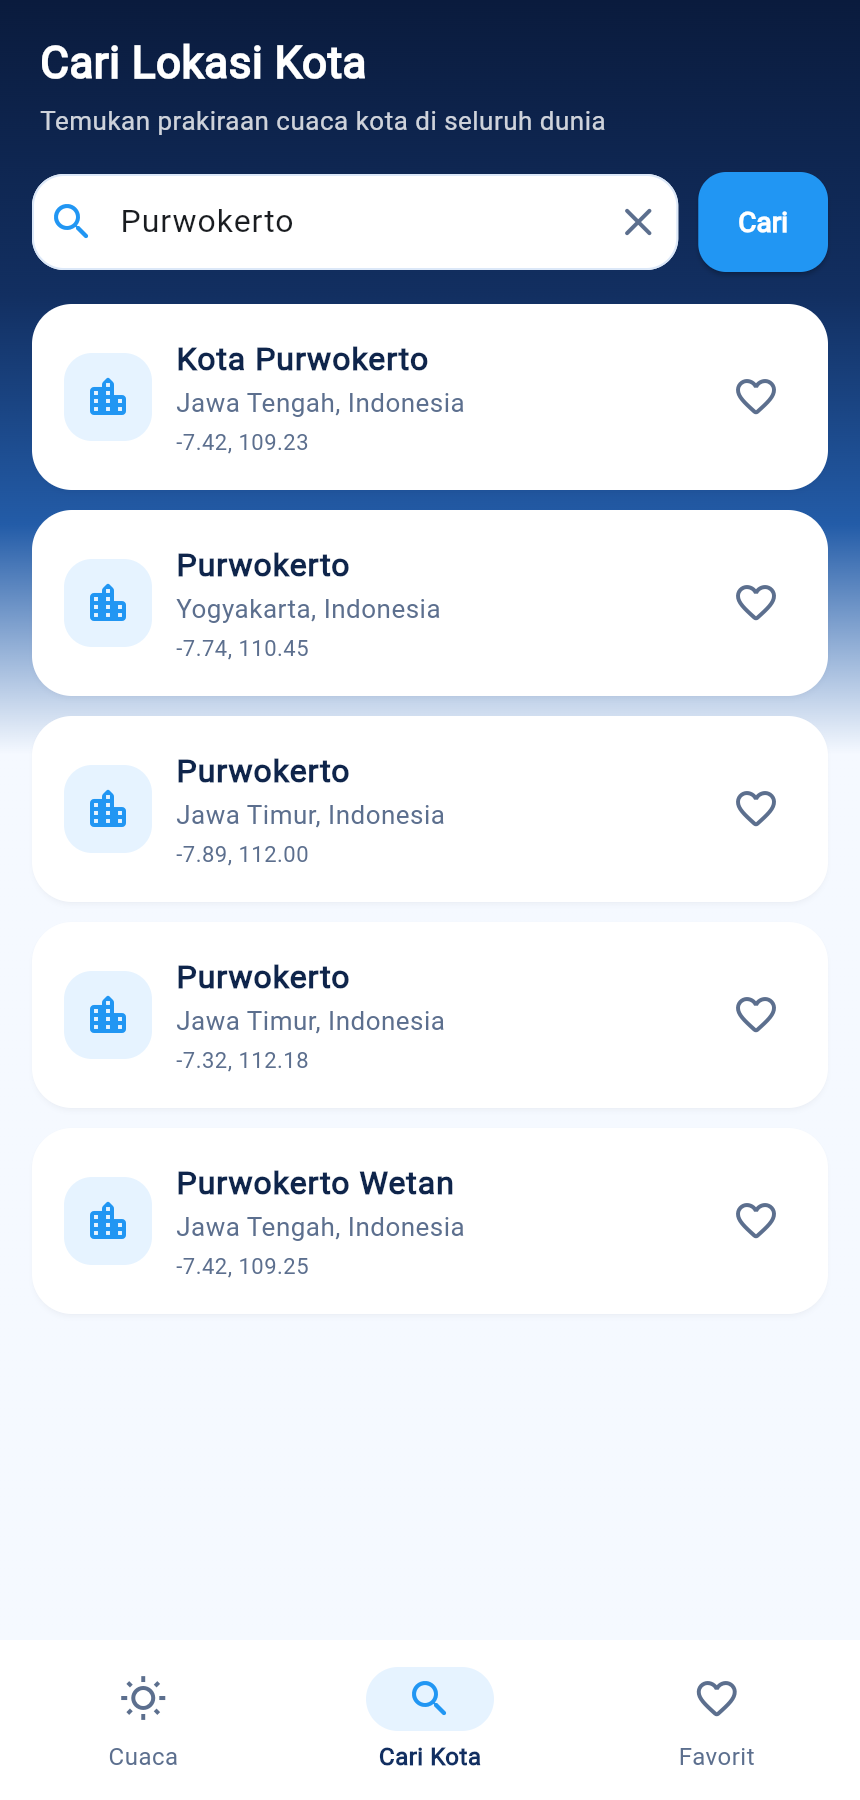 Cari Lokasi Kota
Temukan prakiraan cuaca kota di seluruh dunia
Purwokerto
Cari
Kota Purwokerto
Jawa Tengah, Indonesia
-7.42, 109.23
Purwokerto
Yogyakarta, Indonesia
-7.74, 110.45
Purwokerto
Jawa Timur, Indonesia
-7.89, 112.00
Purwokerto
Jawa Timur, Indonesia
-7.32, 112.18
Purwokerto Wetan
Jawa Tengah, Indonesia
-7.42, 109.25
Cuaca
Cari Kota
Favorit